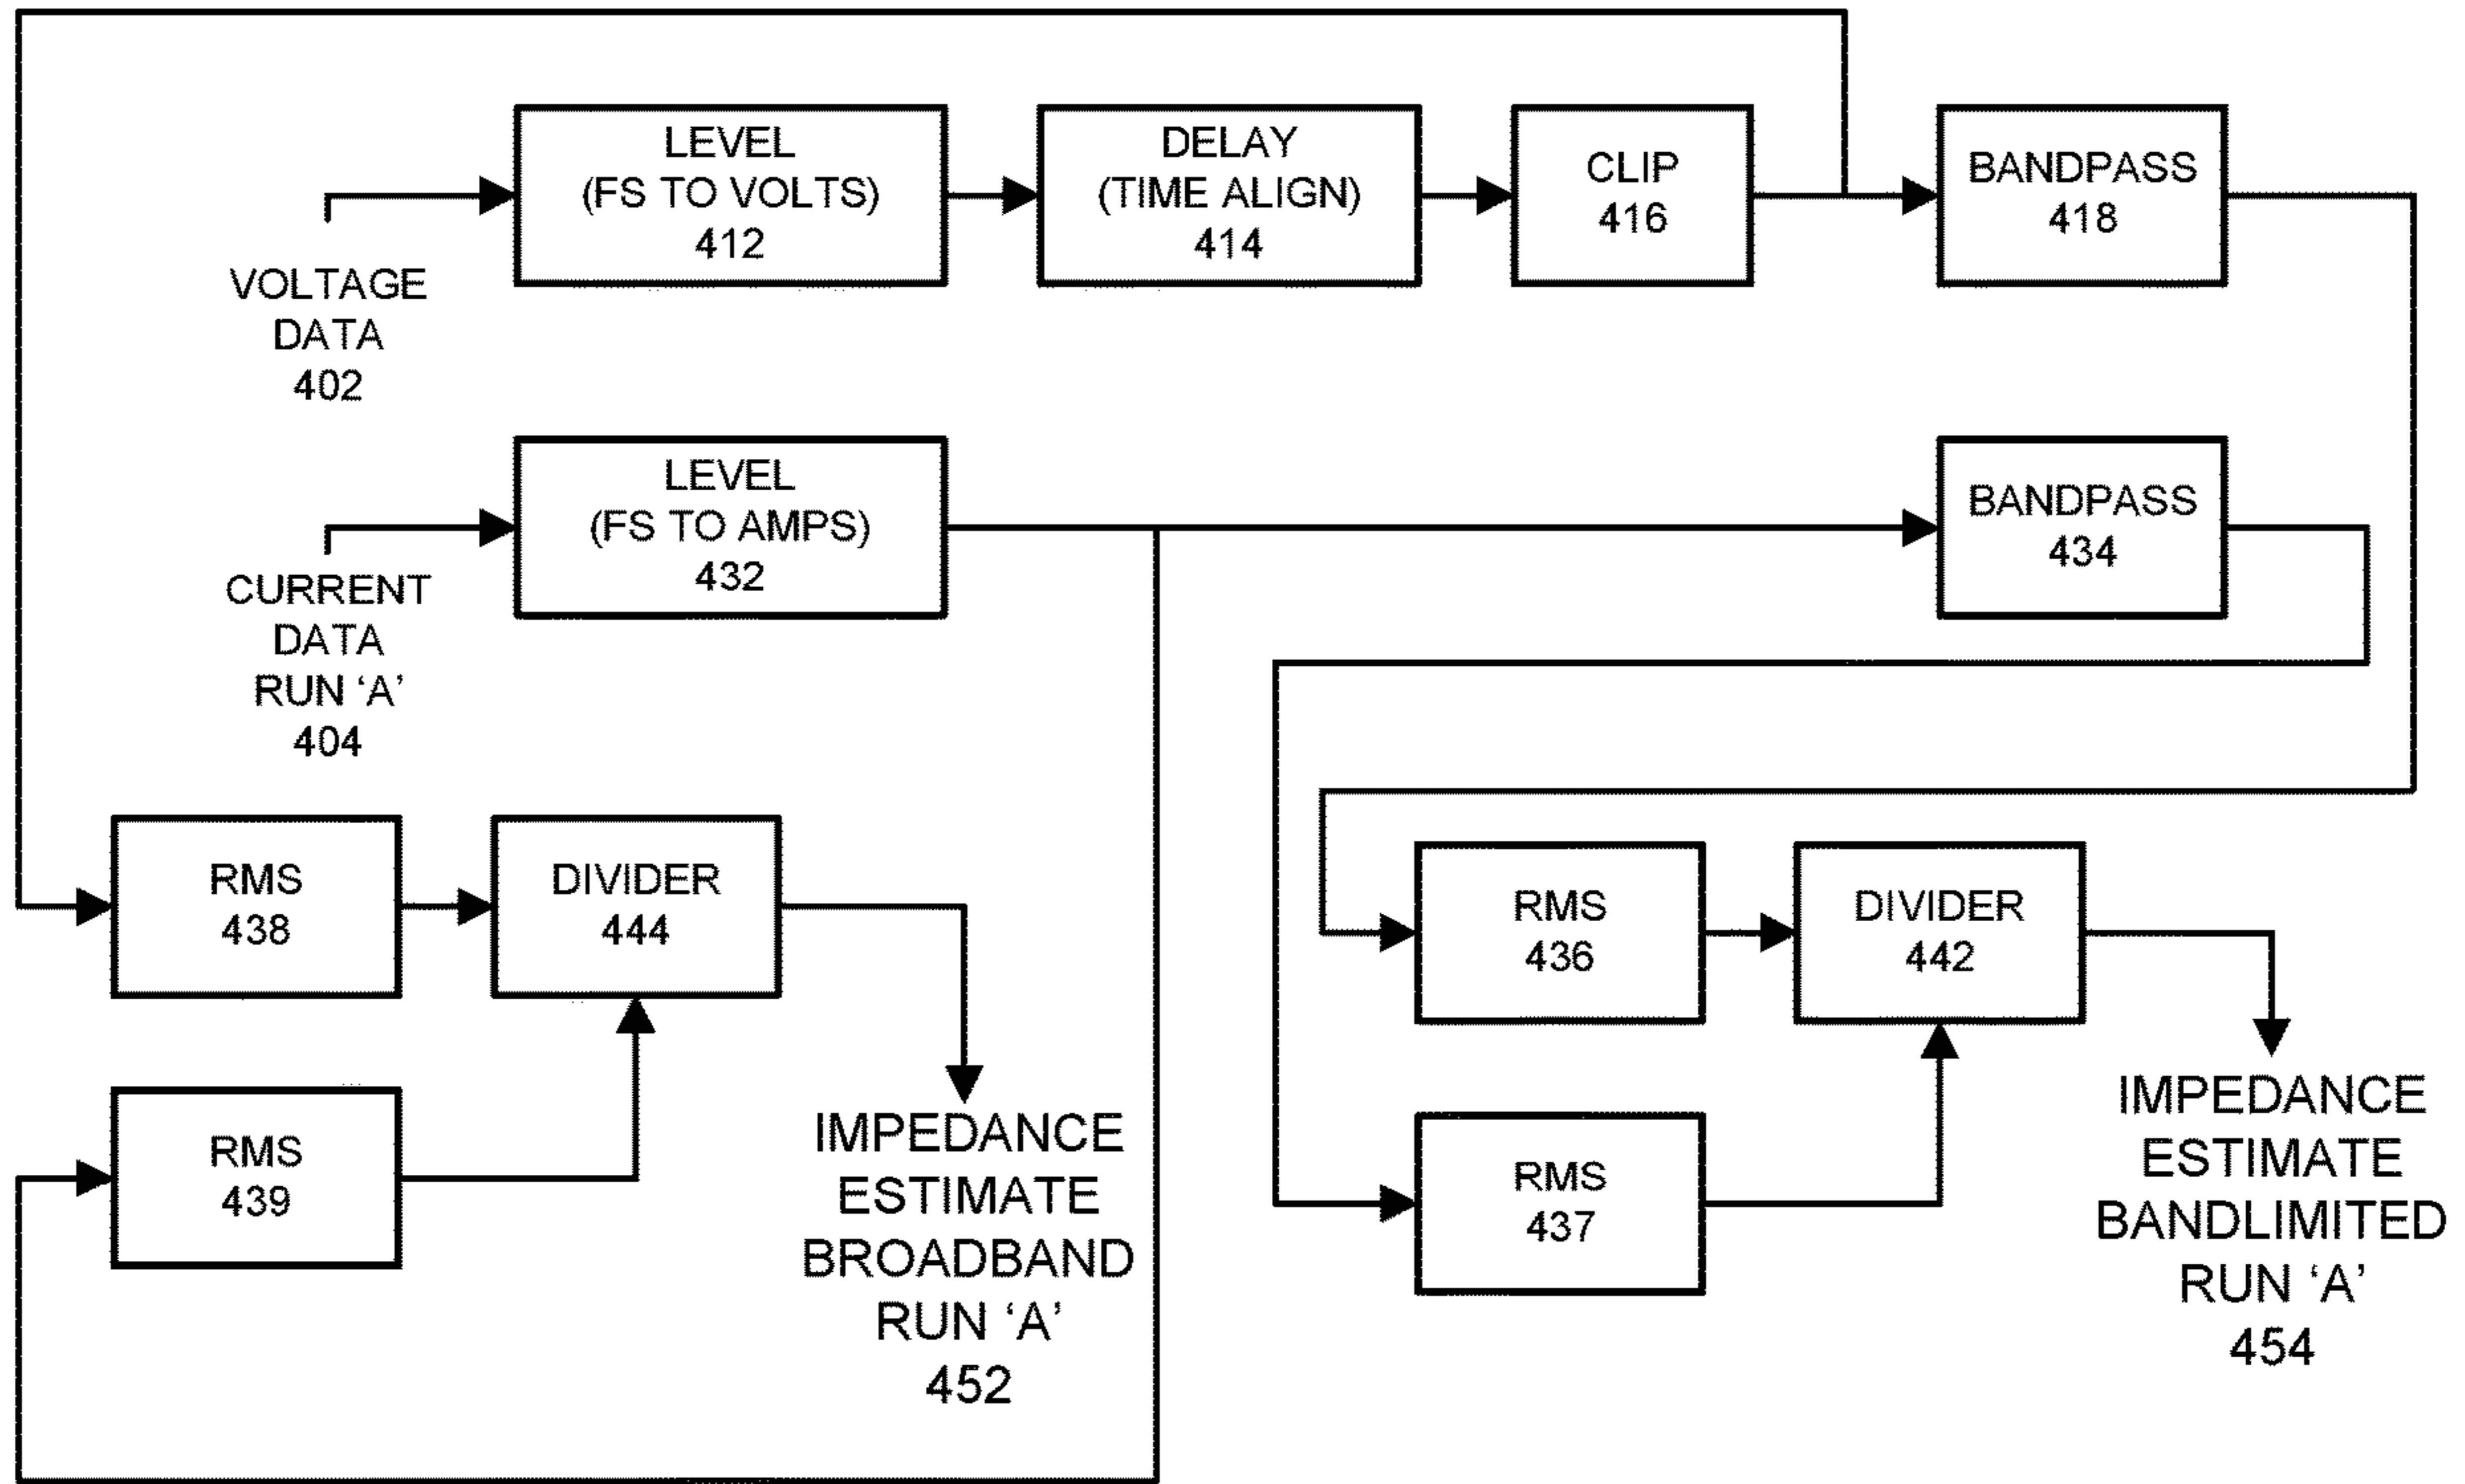 LEVEL
(FS TO VOLTS)
412
DELAY
(TIME ALIGN)
414
CLIP
416
BANDPASS
418
VOLTAGE
DATA
402
LEVEL
(FS TO AMPS)
432
BANDPASS
434
CURRENT
DATA
RUN ‘A’
404
RMS
438
DIVIDER
444
RMS
436
DIVIDER
442
RMS
439
IMPEDANCE
ESTIMATE
BROADBAND
RUN ‘A’
452
RMS
437
IMPEDANCE
ESTIMATE
BANDLIMITED
RUN ‘A’
454